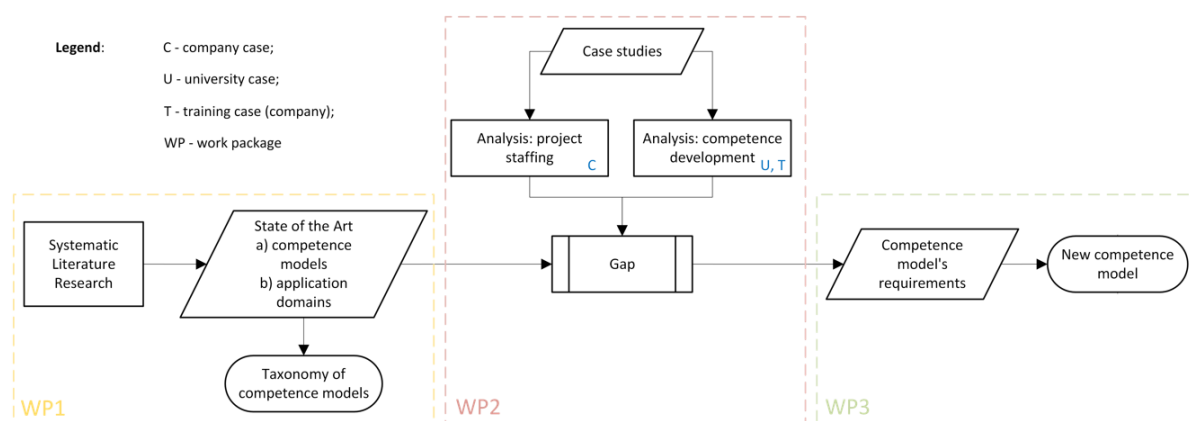 Legend:
C - company case;
U - university case;
T - training case (company);
WP - work package
Systematic
Literature
Research
State of the Art
a) competence
models
b) application
domains
Taxonomy of
competence models
WP1
Case studies
Analysis: project
staffing
C
Analysis: competence
development
U, T
Gap
WP2
Competence
model's
requirements
New competence
model
WP3